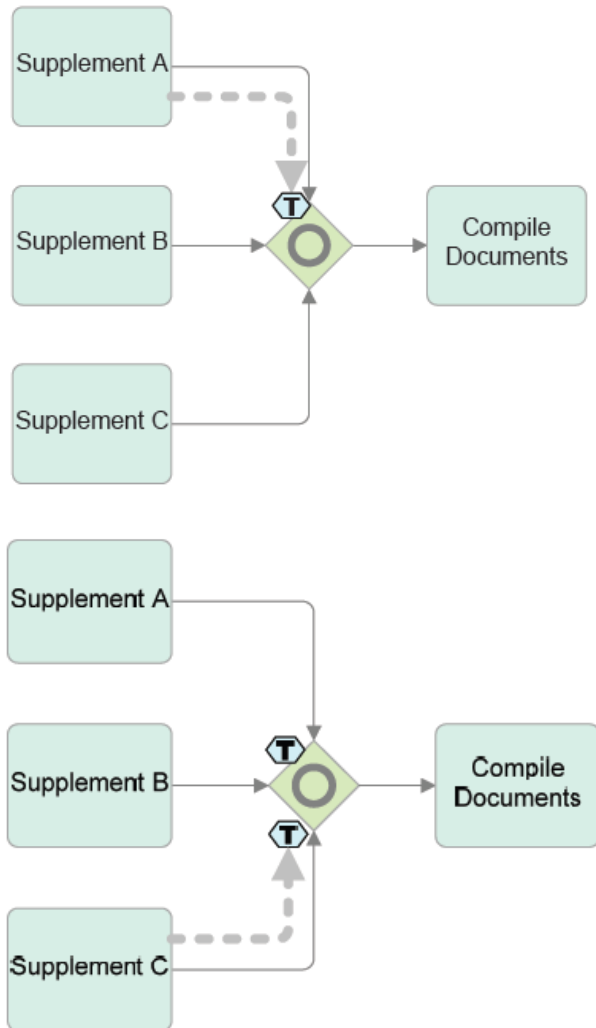 Supplement A
T
Supplement B
Compile
Documents
Supplement C
Supplement A
T
Supplement B
Compile
Documents
T
Supplement C